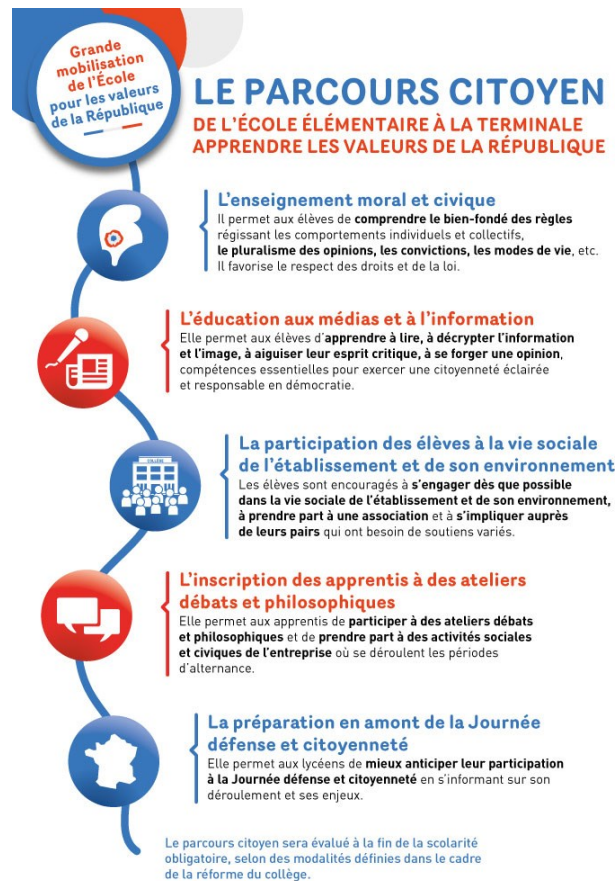 Grande
mobilisation
de l'École
pour les valeurs
de la République
LE PARCOURS CITOYEN
DE L'ÉCOLE ÉLÉMENTAIRE À LA TERMINALE
APPRENDRE LES VALEURS DE LA RÉPUBLIQUE
L'enseignement moral et civique
Il permet aux élèves de comprendre le bien-fondé des règles
régissant les comportements individuels et collectifs,
le pluralisme des opinions, les convictions, les modes de vie, etc.
Il favorise le respect des droits et de la loi.
L'éducation aux médias et à l'information
Elle permet aux élèves d'apprendre à lire, à décrypter l'information
et l'image, à aiguiser leur esprit critique, à se forger une opinion,
compétences essentielles pour exercer une citoyenneté éclairée
et responsable en démocratie.
COLLÈGE
La participation des élèves à la vie sociale
de l'établissement et de son environnement
Les élèves sont encouragés à s'engager dès que possible
dans la vie sociale de l'établissement et de son environnement,
à prendre part à une association et à s'impliquer auprès
de leurs pairs qui ont besoin de soutiens variés.
L'inscription des apprentis à des ateliers
débats et philosophiques
Elle permet aux apprentis de participer à des ateliers débats
et philosophiques et de prendre part à des activités sociales
et civiques de l'entreprise où se déroulent les périodes
d'alternance.
La préparation en amont de la Journée
défense et citoyenneté
Elle permet aux lycéens de mieux anticiper leur participation
à la Journée défense et citoyenneté en s'informant sur son
déroulement et ses enjeux.
Le parcours citoyen sera évalué à la fin de la scolarité
obligatoire, selon des modalités définies dans le cadre
de la réforme du collège.